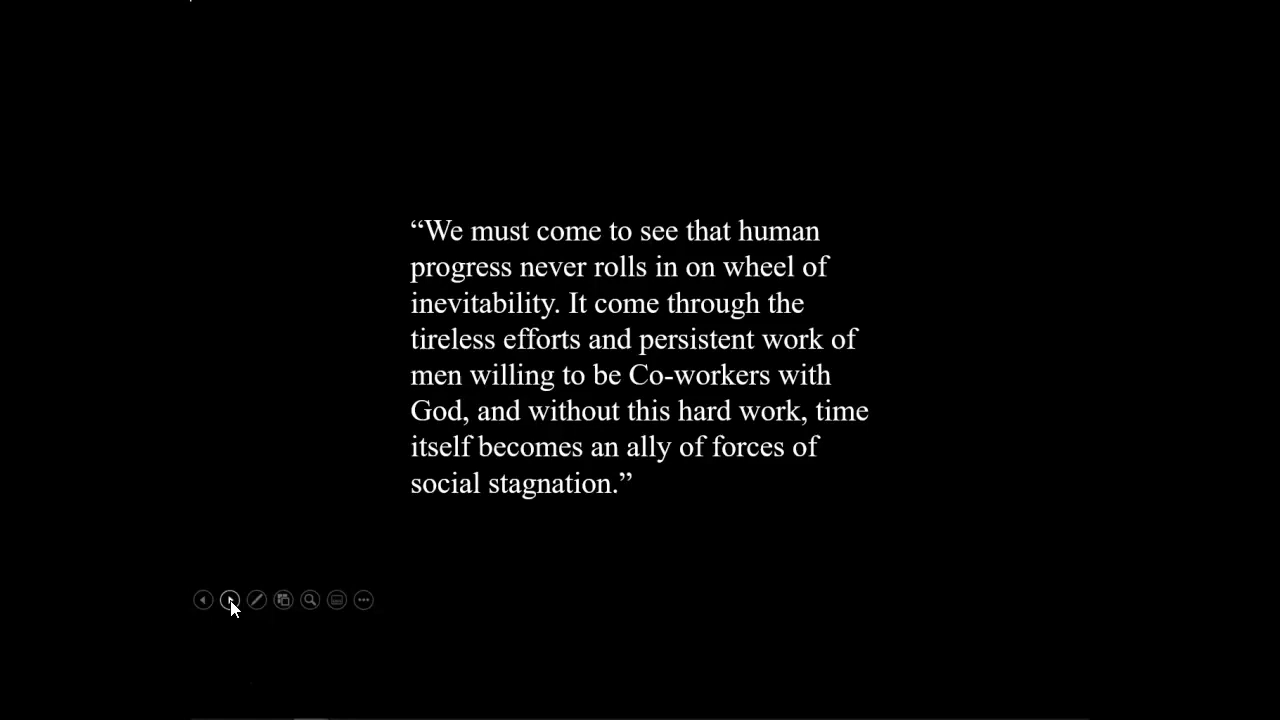 “We must come to see that human
progress never rolls in on wheel of
inevitability. It come through the
tireless efforts and persistent work of
men willing to be Co-workers with
God, and without this hard work, time
itself becomes an ally of forces of
social stagnation.”